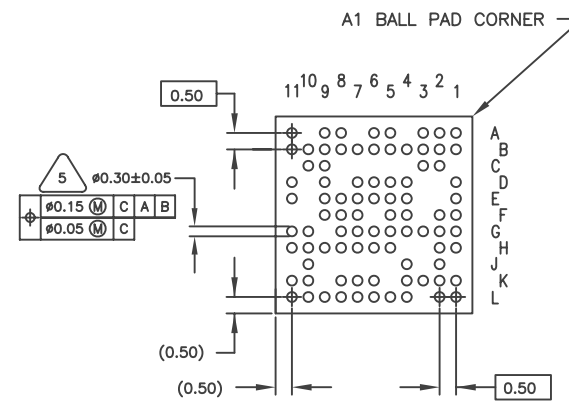 A1 BALL PAD CORNER
11 10 9 8 7 6 5 4 3 2 1
0.50
A
B
C
D
E
F
G
H
J
K
L
5
ø0.30±0.05
ø0.15 Ⓜ C A B
ø0.05 Ⓜ C
(0.50)
(0.50)
0.50